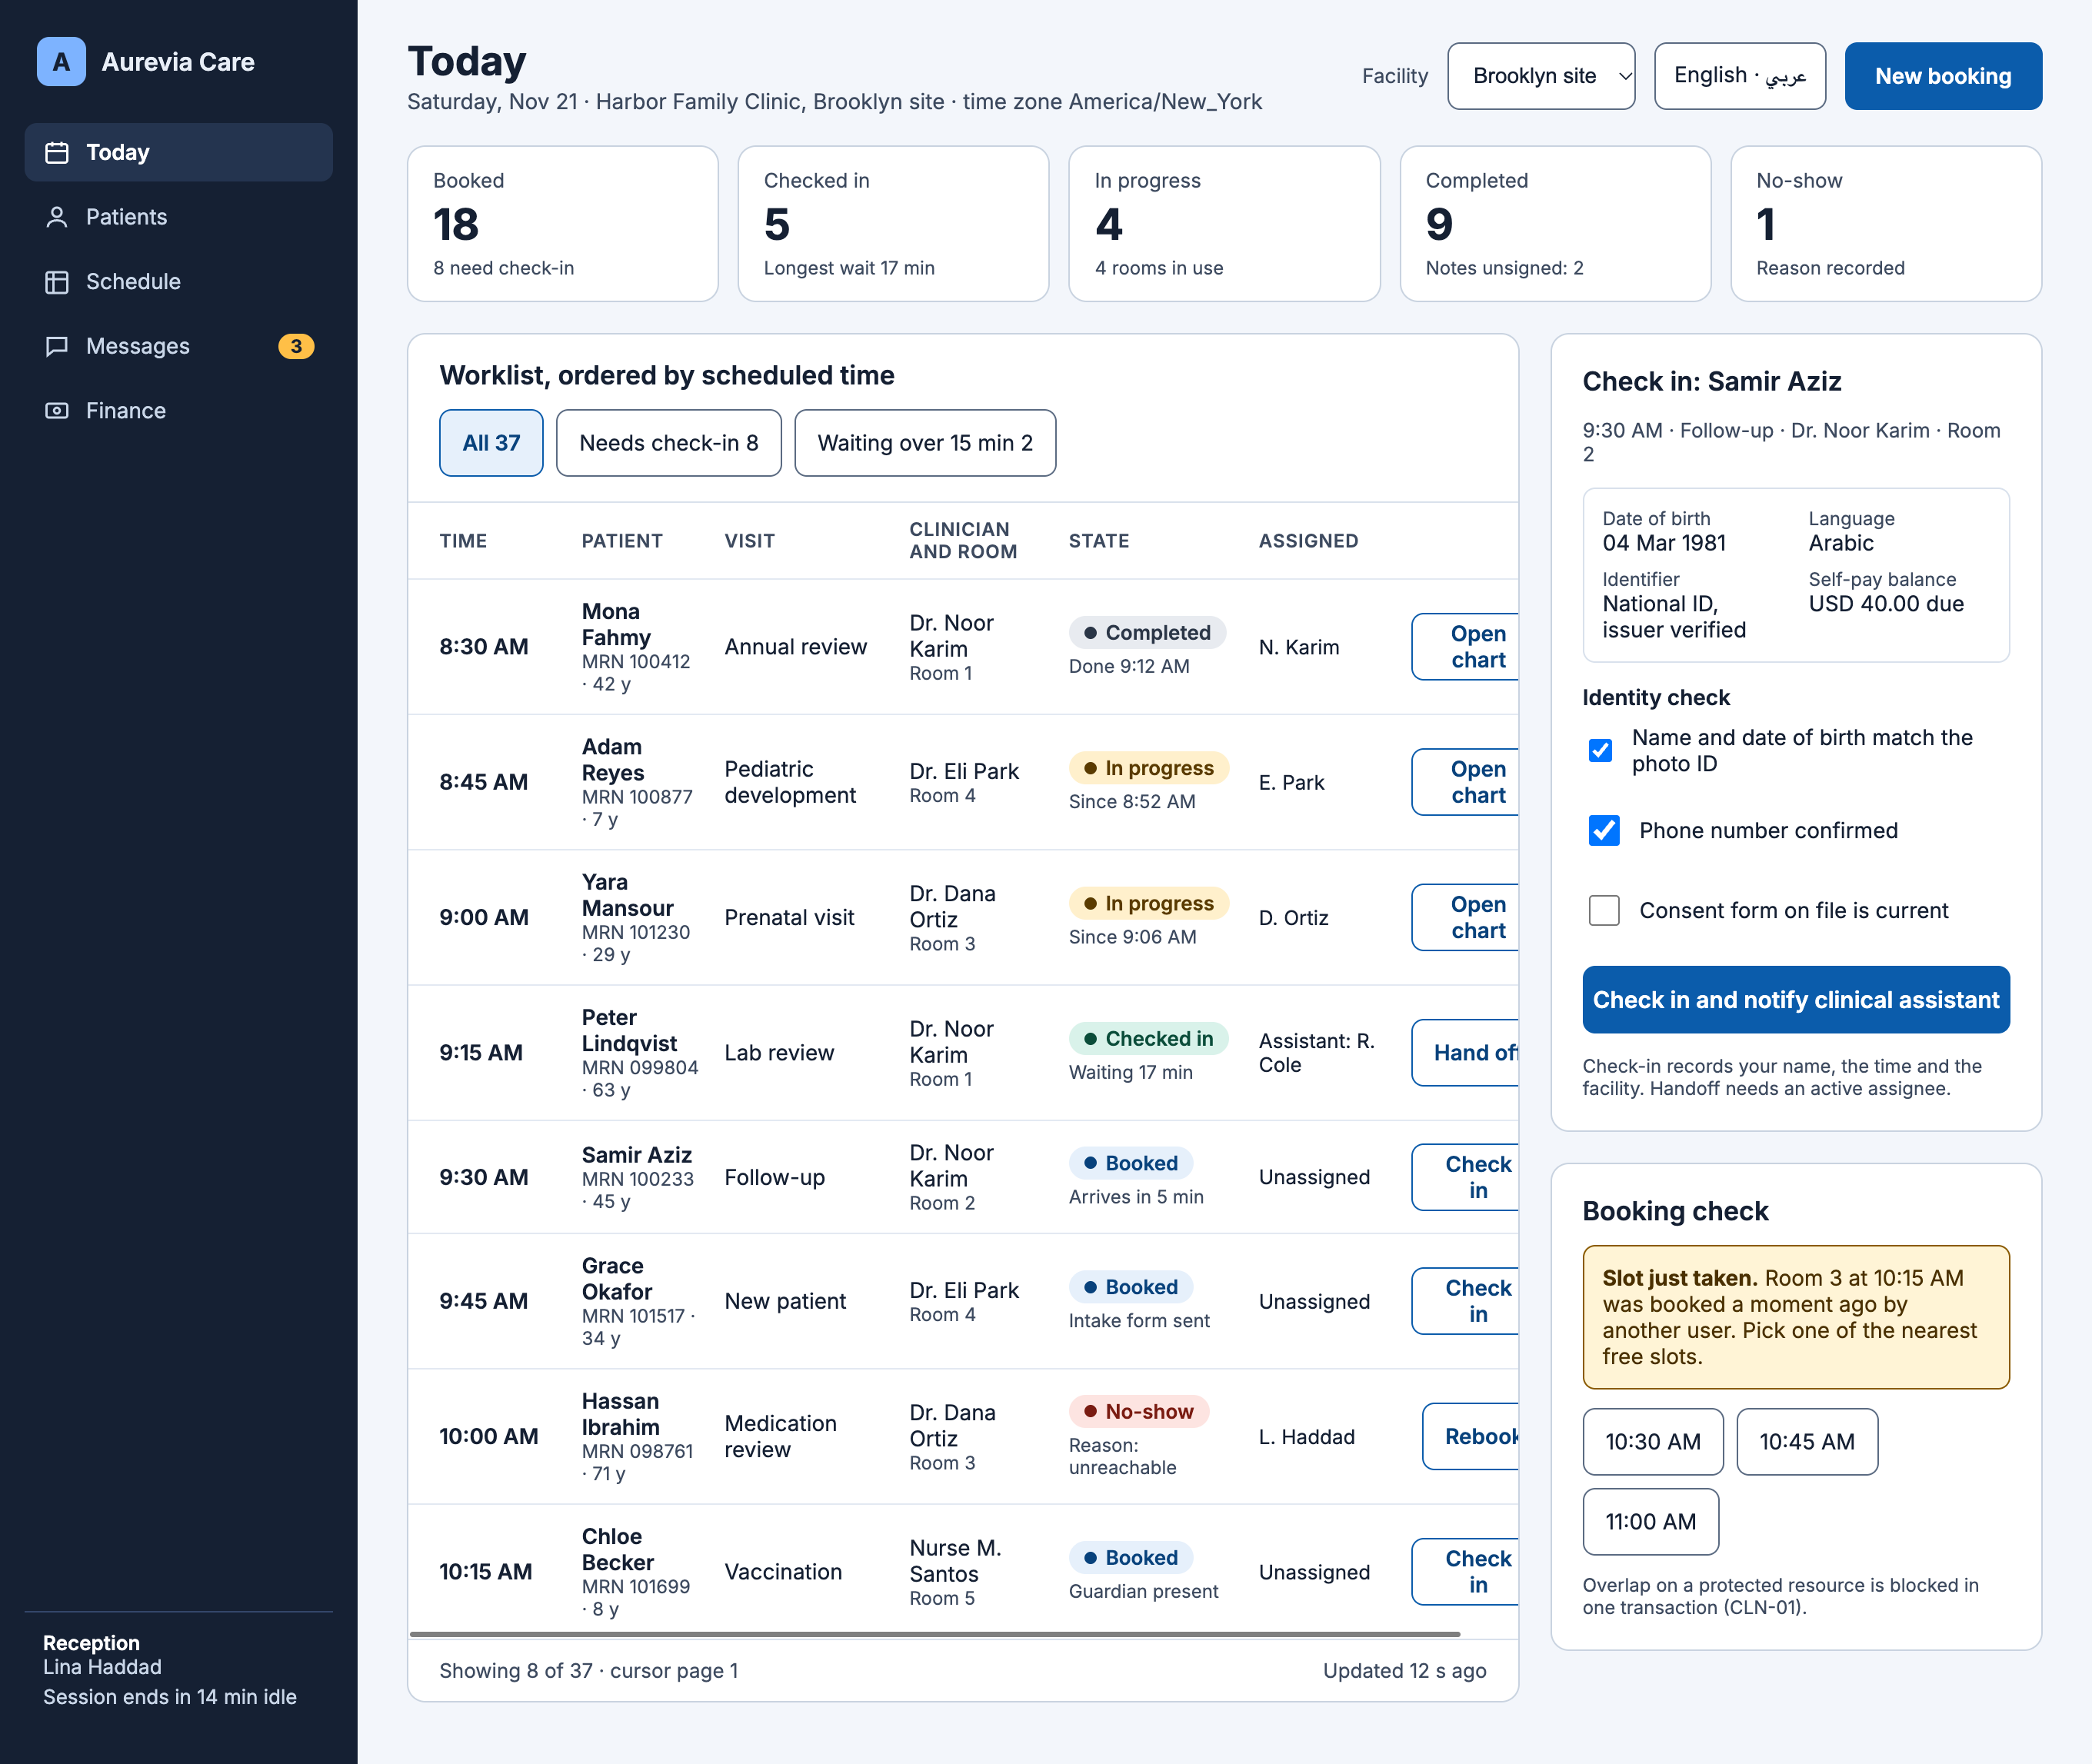 A Aurevia Care
Today
Patients
Schedule
Messages 3
Finance
Reception
Lina Haddad
Session ends in 14 min idle
Today
Saturday, Nov 21 · Harbor Family Clinic, Brooklyn site · time zone America/New_York
Facility
Brooklyn site
English · عربي
New booking
Booked
18
8 need check-in
Checked in
5
Longest wait 17 min
In progress
4
4 rooms in use
Completed
9
Notes unsigned: 2
No-show
1
Reason recorded
Worklist, ordered by scheduled time
All 37
Needs check-in 8
Waiting over 15 min 2
TIME
PATIENT
VISIT
CLINICIAN
AND ROOM
STATE
ASSIGNED
8:30 AM
Mona
Fahmy
MRN 100412
· 42 y
Annual review
Dr. Noor
Karim
Room 1
Completed
Done 9:12 AM
N. Karim
Open
chart
8:45 AM
Adam
Reyes
MRN 100877
· 7 y
Pediatric
development
Dr. Eli Park
Room 4
In progress
Since 8:52 AM
E. Park
Open
chart
9:00 AM
Yara
Mansour
MRN 101230
· 29 y
Prenatal visit
Dr. Dana
Ortiz
Room 3
In progress
Since 9:06 AM
D. Ortiz
Open
chart
9:15 AM
Peter
Lindqvist
MRN 099804
· 63 y
Lab review
Dr. Noor
Karim
Room 1
Checked in
Waiting 17 min
Assistant: R.
Cole
Hand off
9:30 AM
Samir Aziz
MRN 100233
· 45 y
Follow-up
Dr. Noor
Karim
Room 2
Booked
Arrives in 5 min
Unassigned
Check
in
9:45 AM
Grace
Okafor
MRN 101517 ·
34 y
New patient
Dr. Eli Park
Room 4
Booked
Intake form sent
Unassigned
Check
in
10:00 AM
Hassan
Ibrahim
MRN 098761
· 71 y
Medication
review
Dr. Dana
Ortiz
Room 3
No-show
Reason:
unreachable
L. Haddad
Rebook
10:15 AM
Chloe
Becker
MRN 101699
· 8 y
Vaccination
Nurse M.
Santos
Room 5
Booked
Guardian present
Unassigned
Check
in
Showing 8 of 37 · cursor page 1
Updated 12 s ago
Check in: Samir Aziz
9:30 AM · Follow-up · Dr. Noor Karim · Room
2
Date of birth
04 Mar 1981
Language
Arabic
Identifier
National ID,
issuer verified
Self-pay balance
USD 40.00 due
Identity check
Name and date of birth match the
photo ID
Phone number confirmed
Consent form on file is current
Check in and notify clinical assistant
Check-in records your name, the time and the
facility. Handoff needs an active assignee.
Booking check
Slot just taken. Room 3 at 10:15 AM
was booked a moment ago by
another user. Pick one of the nearest
free slots.
10:30 AM
10:45 AM
11:00 AM
Overlap on a protected resource is blocked in
one transaction (CLN-01).